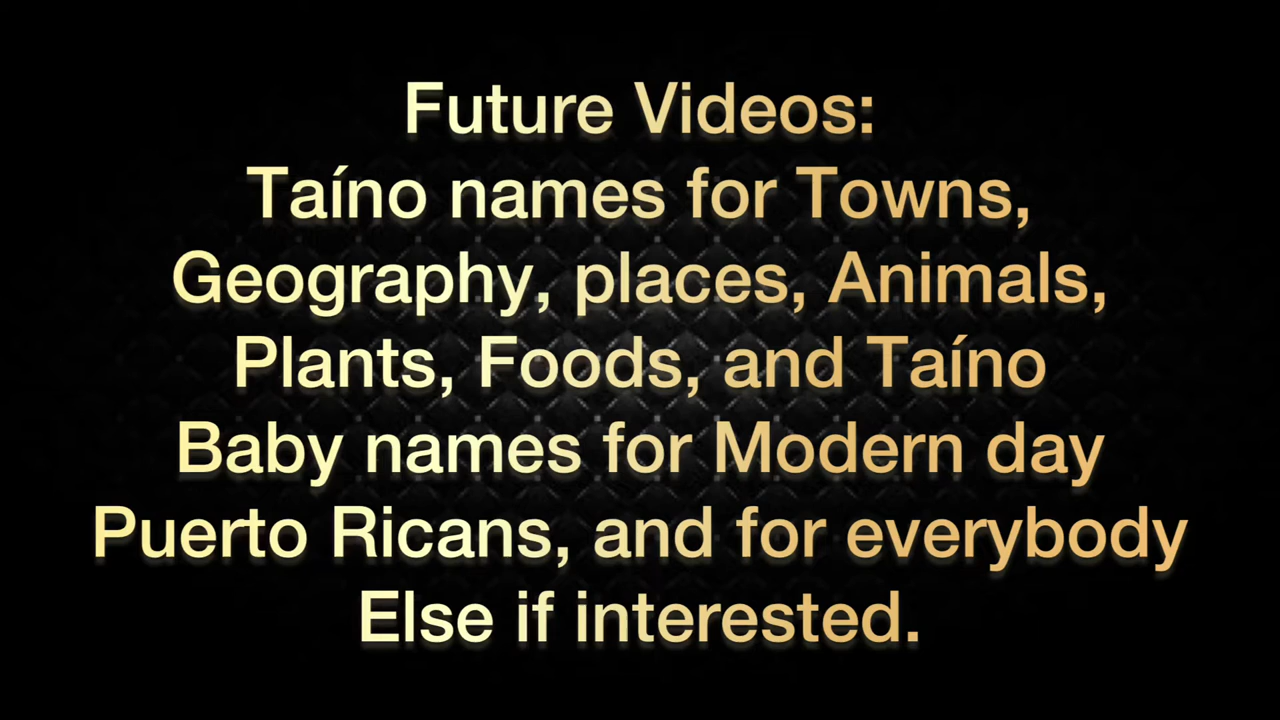 Future Videos:
Taíno names for Towns,
Geography, places, Animals,
Plants, Foods, and Taíno
Baby names for Modern day
Puerto Ricans, and for everybody
Else if interested.